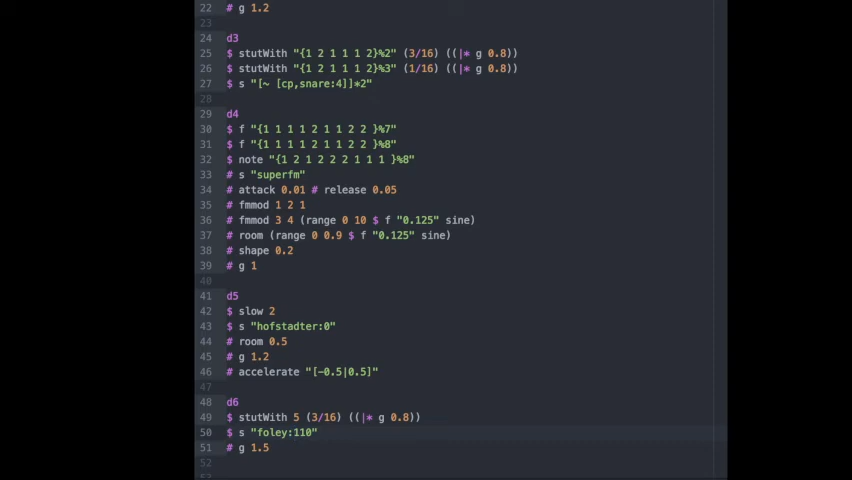 22 # g 1.2
23
24 d3
25 $ stutWith "{1 2 1 1 1 2}%2" (3/16) ((|* g 0.8))
26 $ stutWith "{1 2 1 1 1 2}%3" (1/16) ((|* g 0.8))
27 $ s "[~ [cp,snare:4]]*2"
28
29 d4
30 $ f "{1 1 1 1 2 1 1 2 2 }%7"
31 $ f "{1 1 1 1 2 1 1 2 2 }%8"
32 $ note "{1 2 1 2 2 2 1 1 1 }%8"
33 # s "superfm"
34 # attack 0.01 # release 0.05
35 # fmmod 1 2 1
36 # fmmod 3 4 (range 0 10 $ f "0.125" sine)
37 # room (range 0 0.9 $ f "0.125" sine)
38 # shape 0.2
39 # g 1
40
41 d5
42 $ slow 2
43 $ s "hofstadter:0"
44 # room 0.5
45 # g 1.2
46 # accelerate "[-0.5|0.5]"
47
48 d6
49 $ stutWith 5 (3/16) ((|* g 0.8))
50 $ s "foley:110"
51 # g 1.5
52